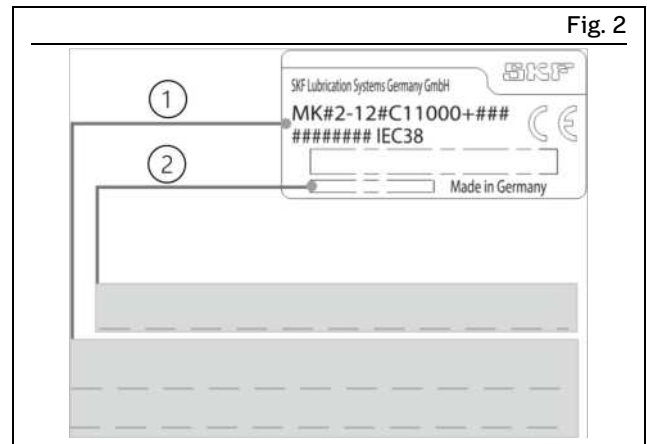 Fig. 2
SKF
SKF Lubrication Systems Germany GmbH
MK#2-12#C11000+###
######## IEC38
CE
Made in Germany
1
2